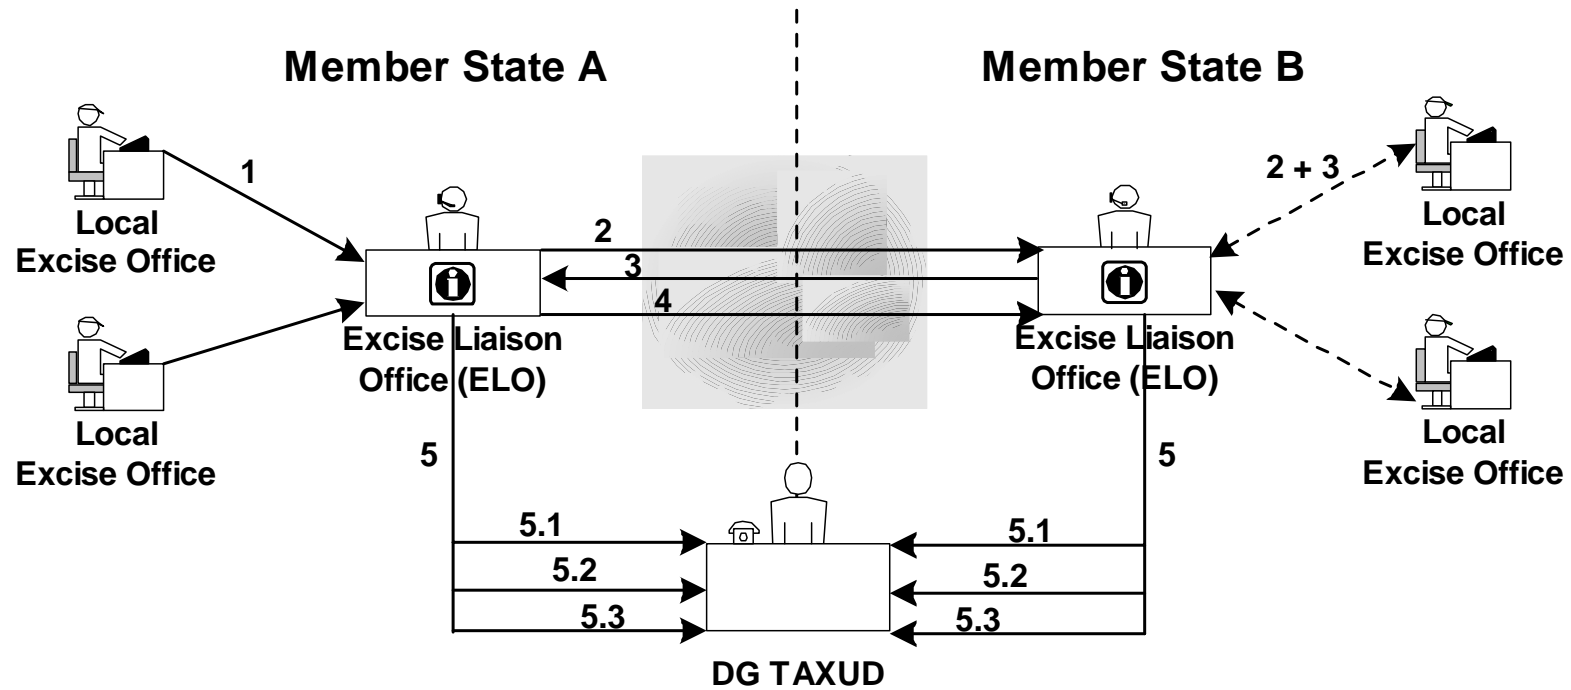 Member State A
Member State B
1
2 + 3
Local
Excise Office
Local
Excise Office
2
3
4
Excise Liaison
Office (ELO)
Excise Liaison
Office (ELO)
Local
Excise Office
Local
Excise Office
5
5
5.1
5.1
5.2
5.2
5.3
5.3
DG TAXUD